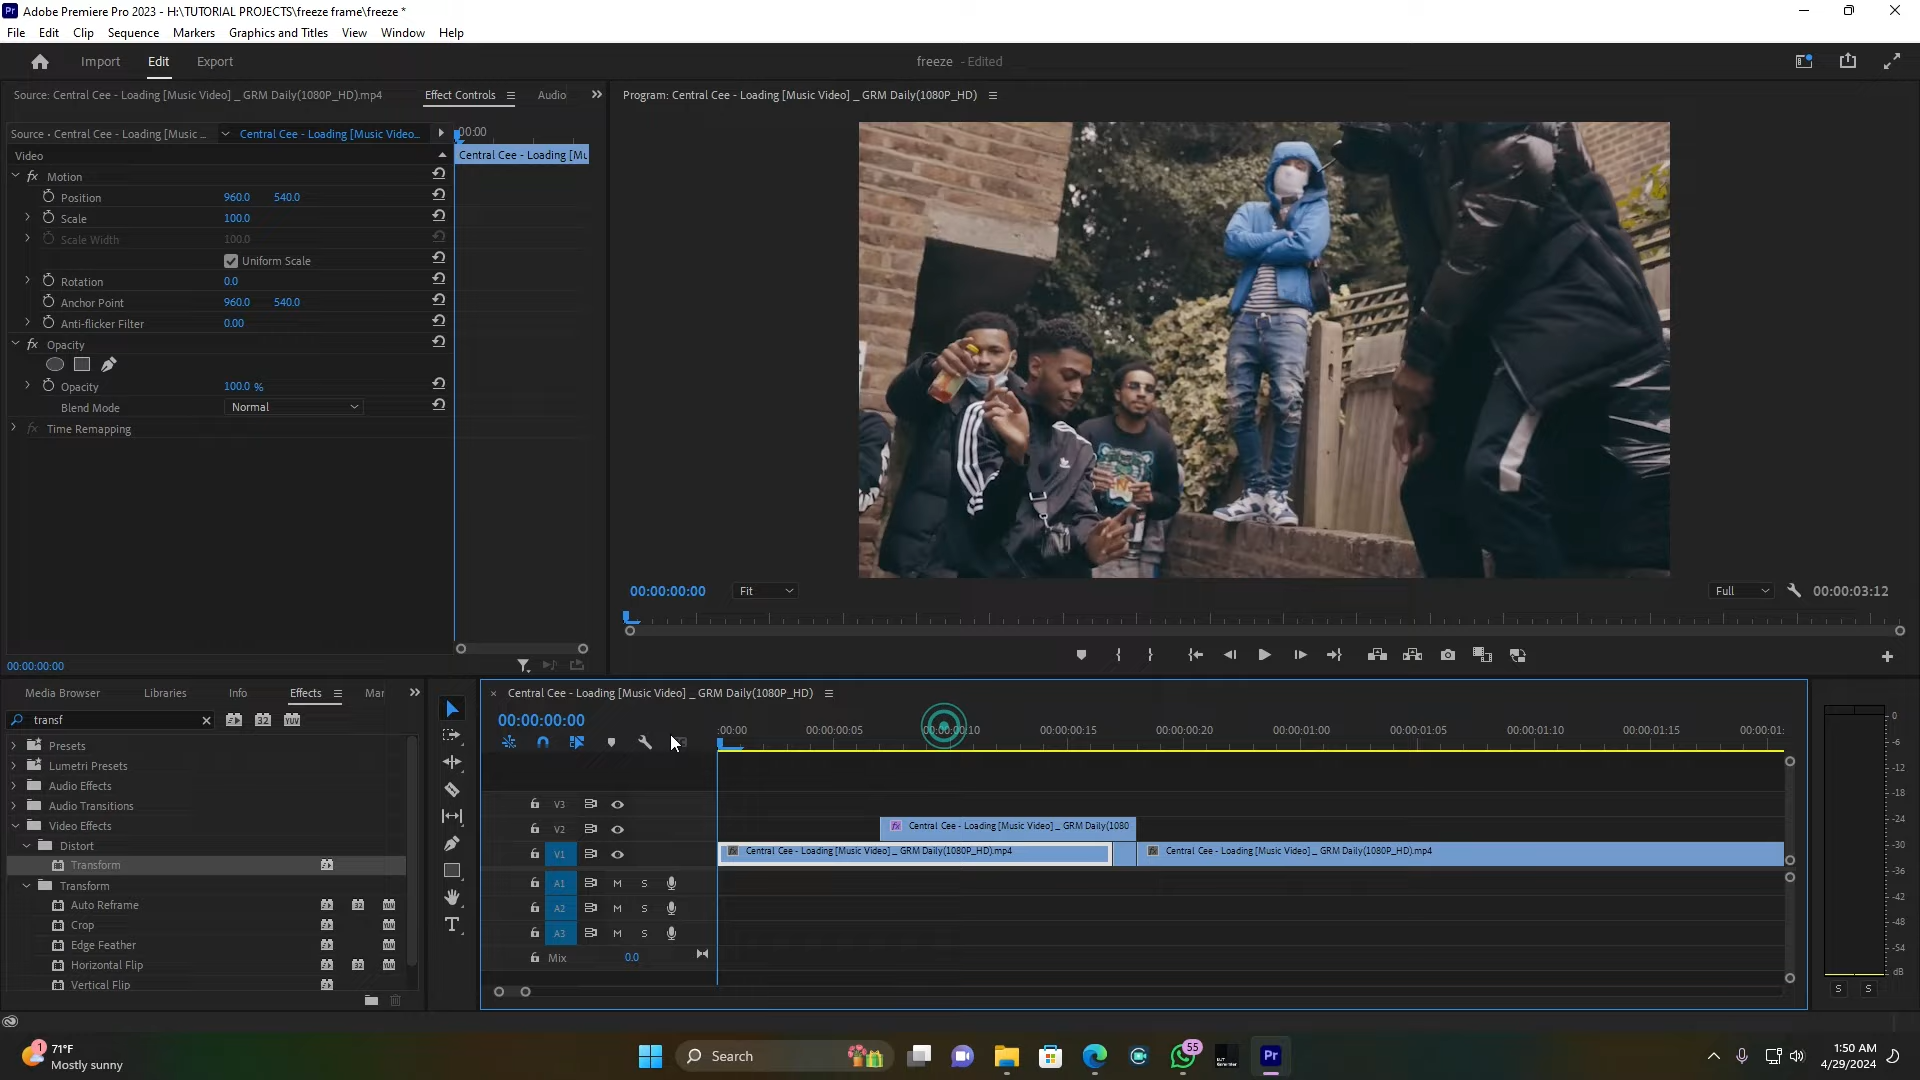 Pr Adobe Premiere Pro 2023 - H:\TUTORIAL PROJECTS\freeze frame\freeze *
File Edit Clip Sequence Markers Graphics and Titles View Window Help
Import Edit Export
freeze - Edited
Source: Central Cee - Loading [Music Video] _ GRM Daily(1080P_HD).mp4
Effect Controls
Audio
Program: Central Cee - Loading [Music Video] _ GRM Daily(1080P_HD)
Source • Central Cee - Loading [Music ...
Central Cee - Loading [Music Video...
00:00
Video
Central Cee - Loading [Mu
fx Motion
Position 960.0 540.0
Scale 100.0
Scale Width 100.0
Uniform Scale
Rotation 0.0
Anchor Point 960.0 540.0
Anti-flicker Filter 0.00
fx Opacity
Opacity 100.0 %
Blend Mode Normal
fx Time Remapping
00:00:00:00
00:00:00:00 Fit
Full 00:00:03:12
Media Browser Libraries Info Effects Mar
transf
Presets
Lumetri Presets
Audio Effects
Audio Transitions
Video Effects
Distort
Transform
Transform
Auto Reframe
Crop
Edge Feather
Horizontal Flip
Vertical Flip
Central Cee - Loading [Music Video] _ GRM Daily(1080P_HD)
00:00:00:00
:00:00 00:00:00:05 00:00:00:10 00:00:00:15 00:00:00:20 00:00:01:00 00:00:01:05 00:00:01:10 00:00:01:15 00:00:01:
V3
V2
fx Central Cee - Loading [Music Video] _ GRM Daily(1080
V1
Central Cee - Loading [Music Video] _ GRM Daily(1080P_HD).mp4
Central Cee - Loading [Music Video] _ GRM Daily(1080P_HD).mp4
A1 M S
A2 M S
A3 M S
Mix 0.0
0
-6
-12
-18
-24
-30
-36
-42
-48
-54
dB
S S
1
71°F
Mostly sunny
Search
55
Pr
1:50 AM
4/29/2024